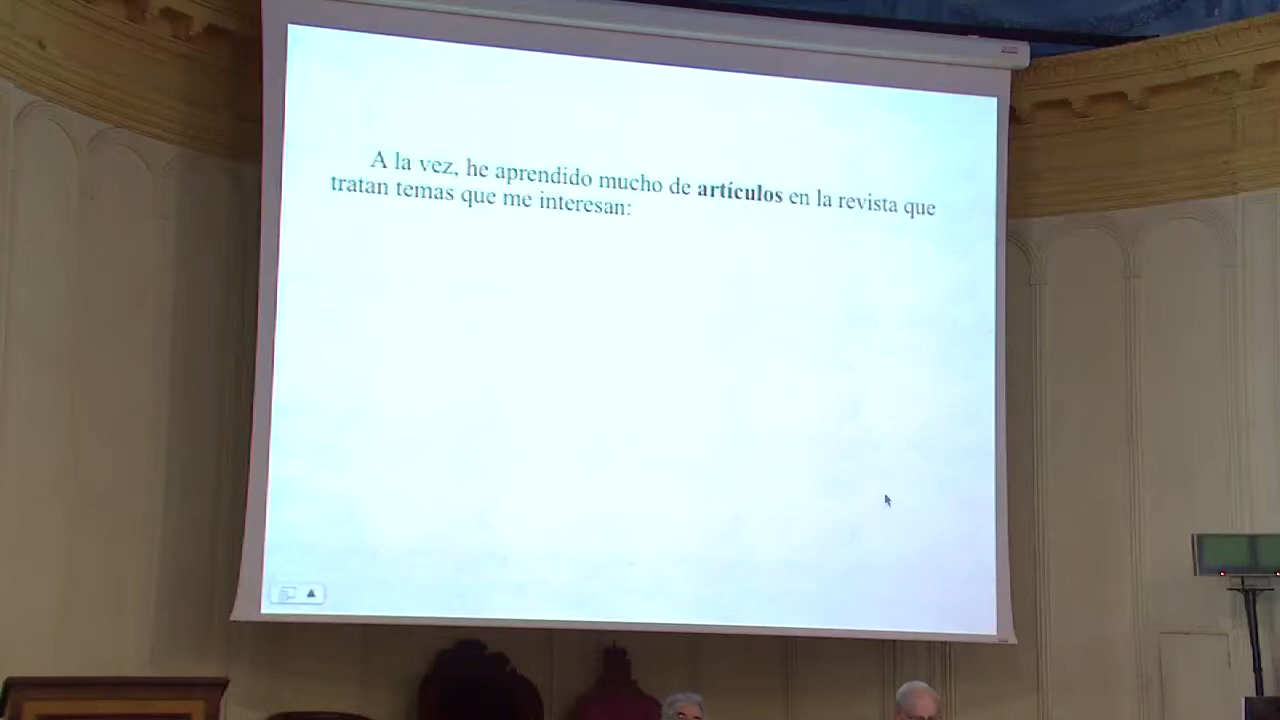 A la vez, he aprendido mucho de artículos en la revista que
tratan temas que me interesan: